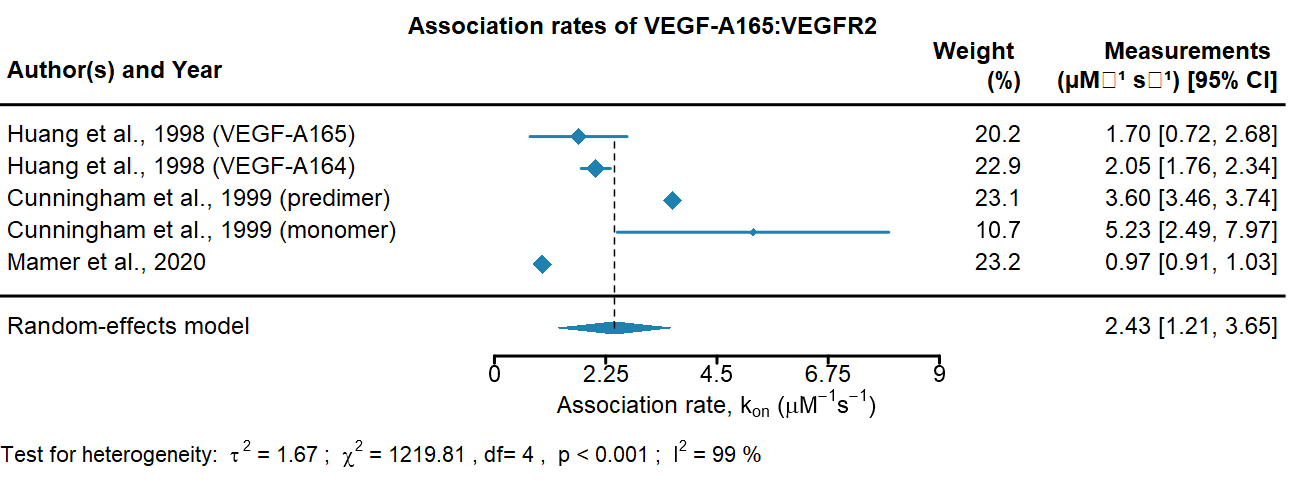 Association rates of VEGF-A165:VEGFR2
Author(s) and Year Weight (%) Measurements (μM□¹ s□¹) [95% CI]
Huang et al., 1998 (VEGF-A165) 20.2 1.70 [0.72, 2.68]
Huang et al., 1998 (VEGF-A164) 22.9 2.05 [1.76, 2.34]
Cunningham et al., 1999 (predimer) 23.1 3.60 [3.46, 3.74]
Cunningham et al., 1999 (monomer) 10.7 5.23 [2.49, 7.97]
Mamer et al., 2020 23.2 0.97 [0.91, 1.03]
Random-effects model 2.43 [1.21, 3.65]
0 2.25 4.5 6.75 9
Association rate, kon (μM⁻¹s⁻¹)
Test for heterogeneity: τ² = 1.67 ; χ² = 1219.81 , df= 4 , p < 0.001 ; I² = 99 %